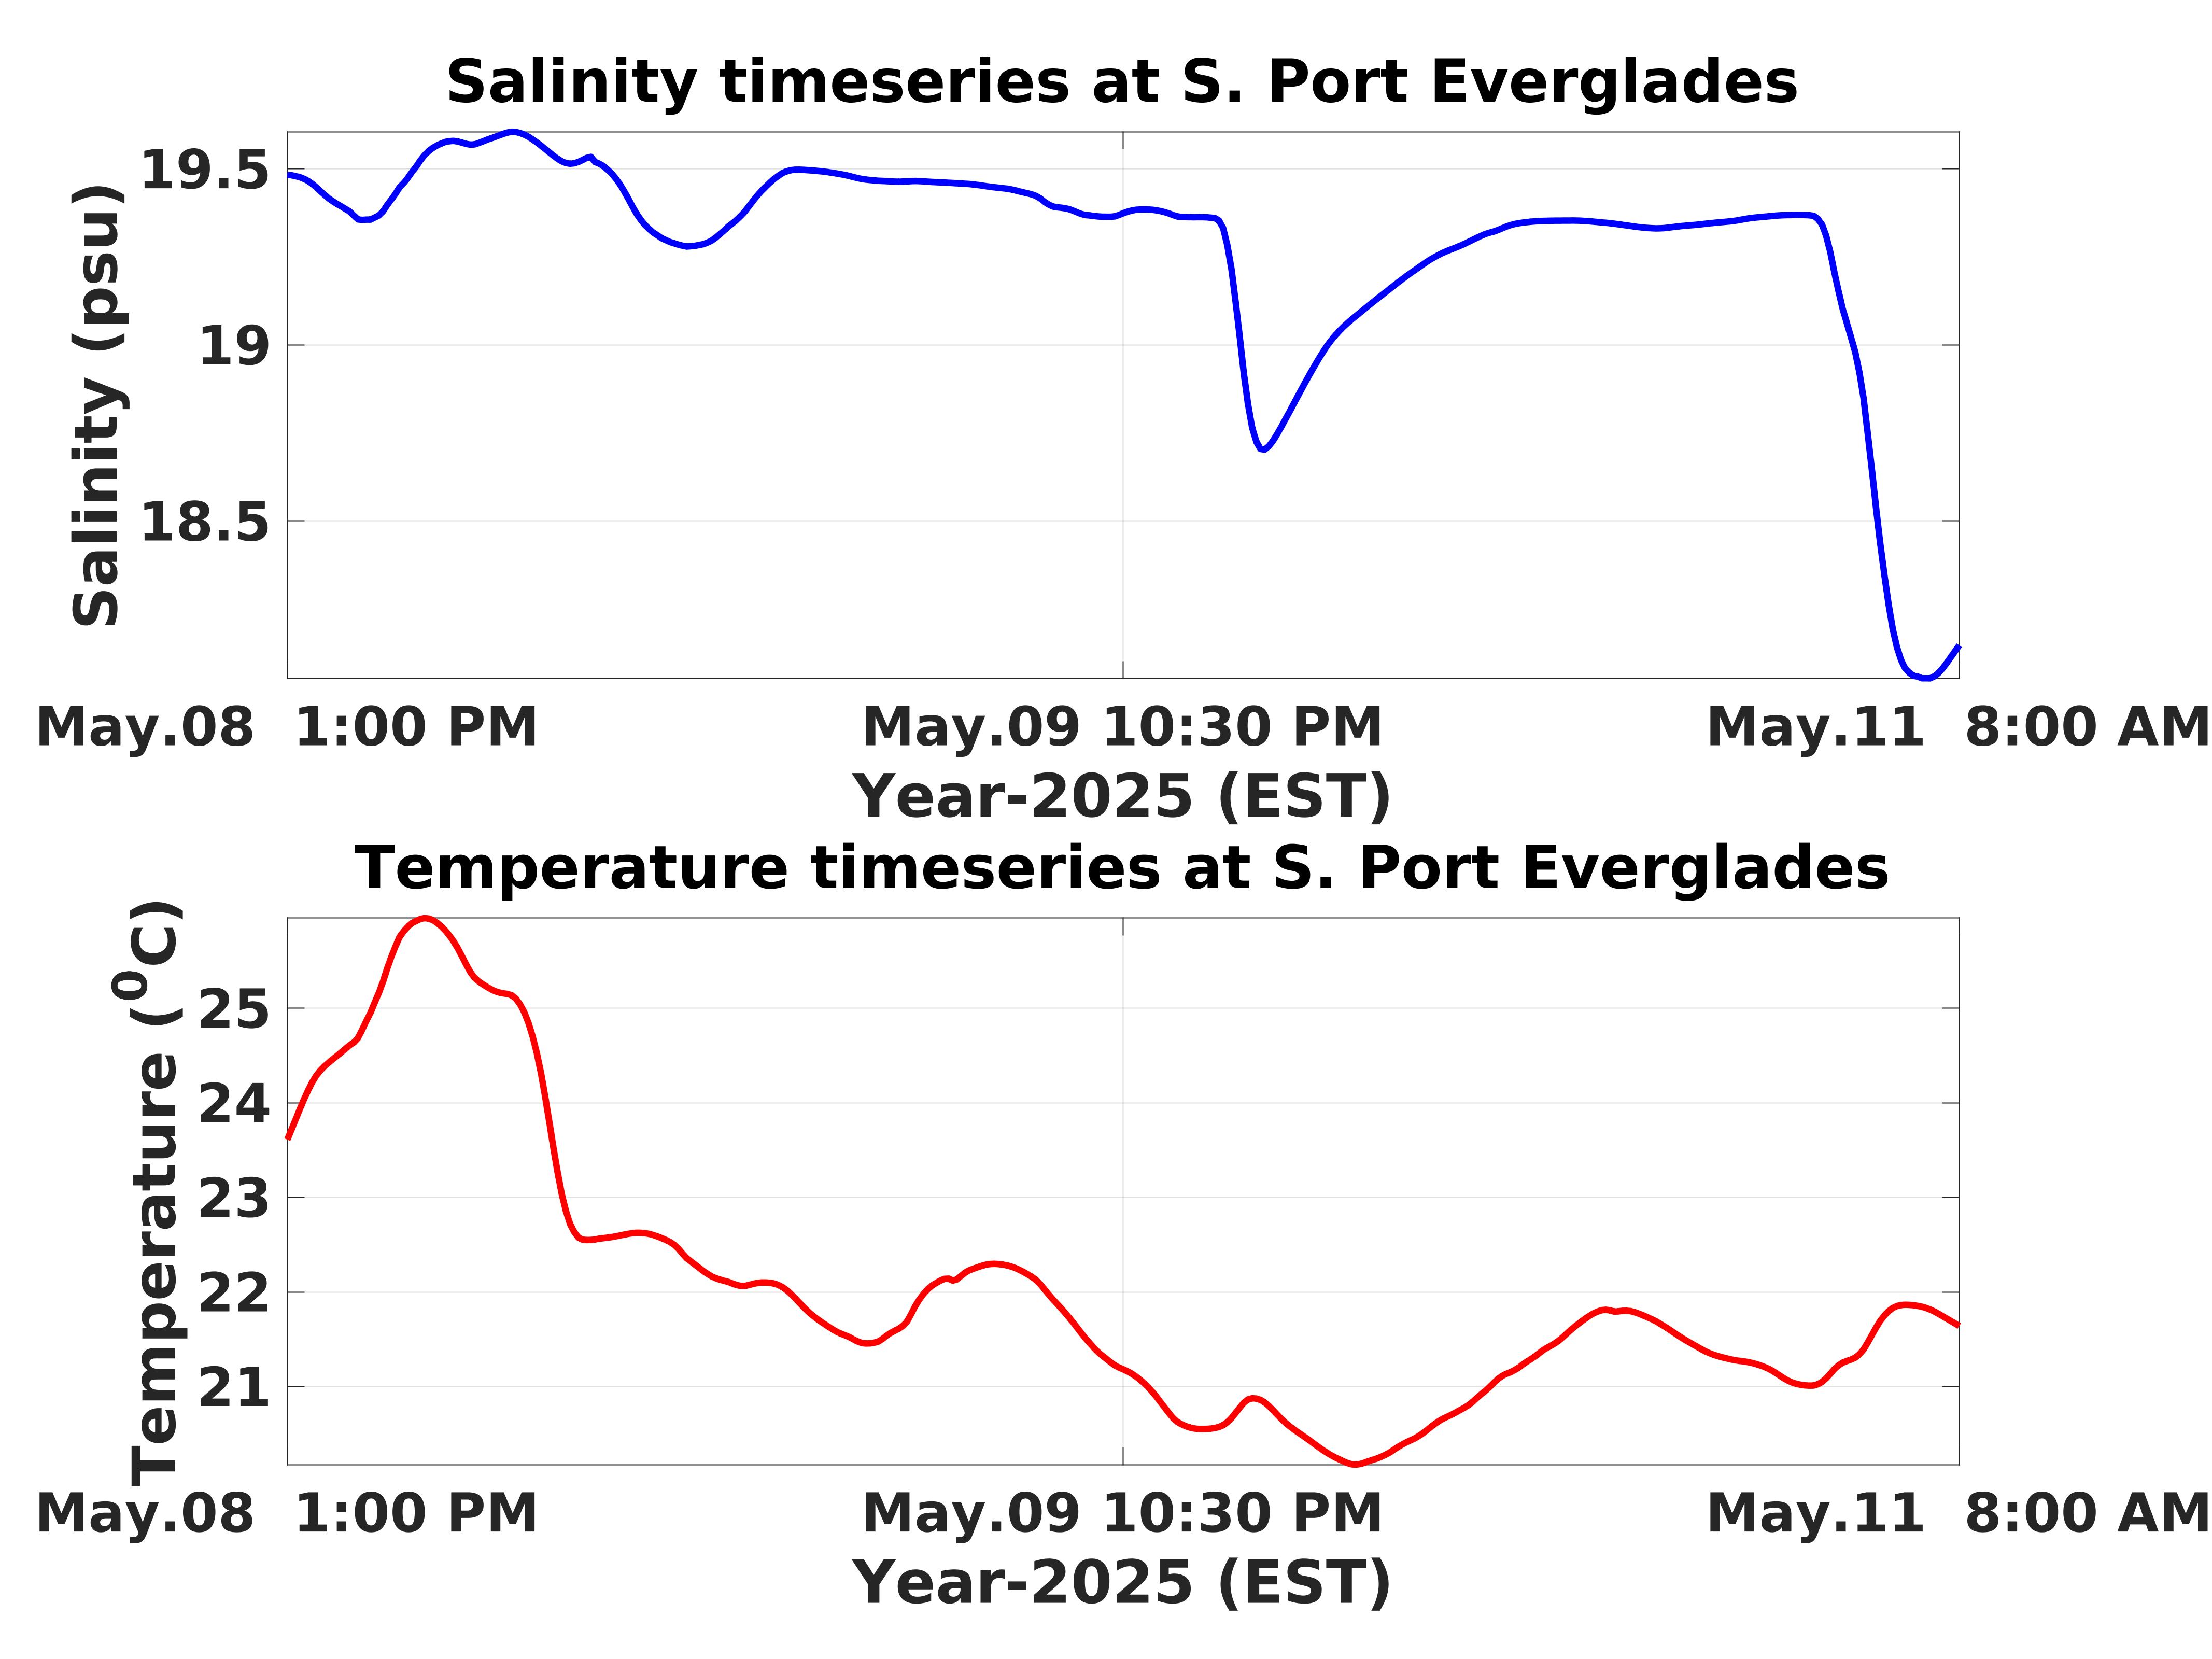 Salinity timeseries at S. Port Everglades
Salinity (psu)
19.5
19
18.5
May.08  1:00 PM
May.09 10:30 PM
May.11  8:00 AM
Year-2025 (EST)
Temperature timeseries at S. Port Everglades
Temperature (⁰C)
25
24
23
22
21
May.08  1:00 PM
May.09 10:30 PM
May.11  8:00 AM
Year-2025 (EST)